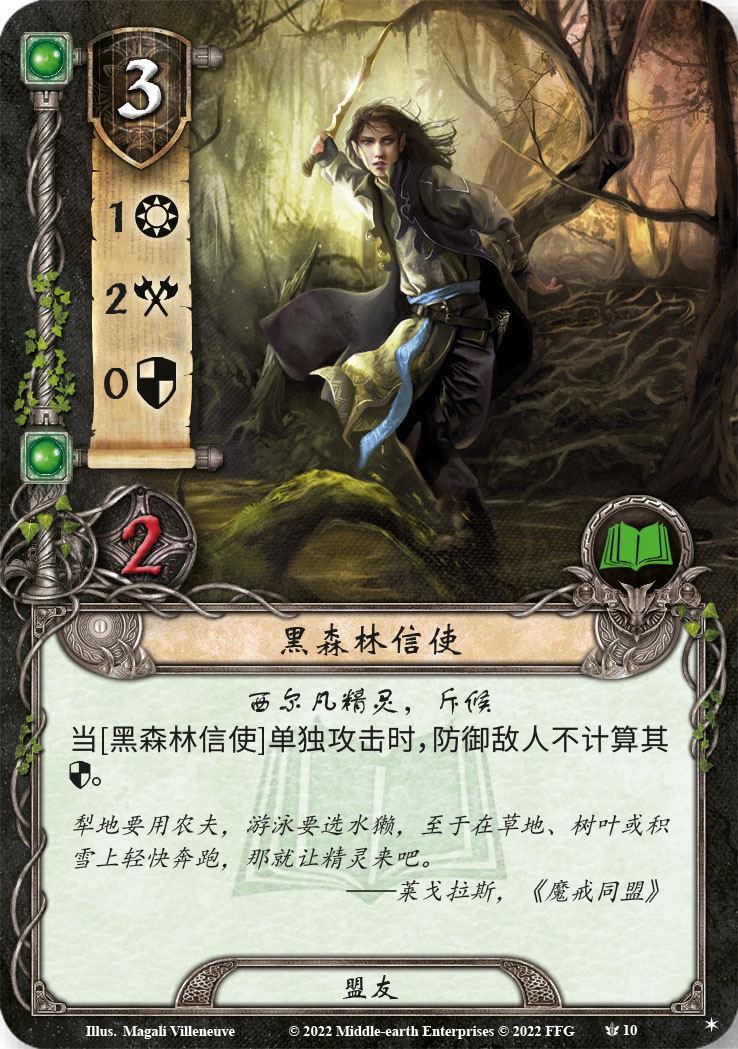 3
1
2
0
2
黑森林信使
西尔凡精灵，斥候
当[黑森林信使]单独攻击时，防御敌人不计算其
。
犁地要用农夫，游泳要选水獭，至于在草地、树叶或积
雪上轻快奔跑，那就让精灵来吧。
——莱戈拉斯，《魔戒同盟》
盟友
Illus. Magali Villeneuve © 2022 Middle-earth Enterprises © 2022 FFG 10